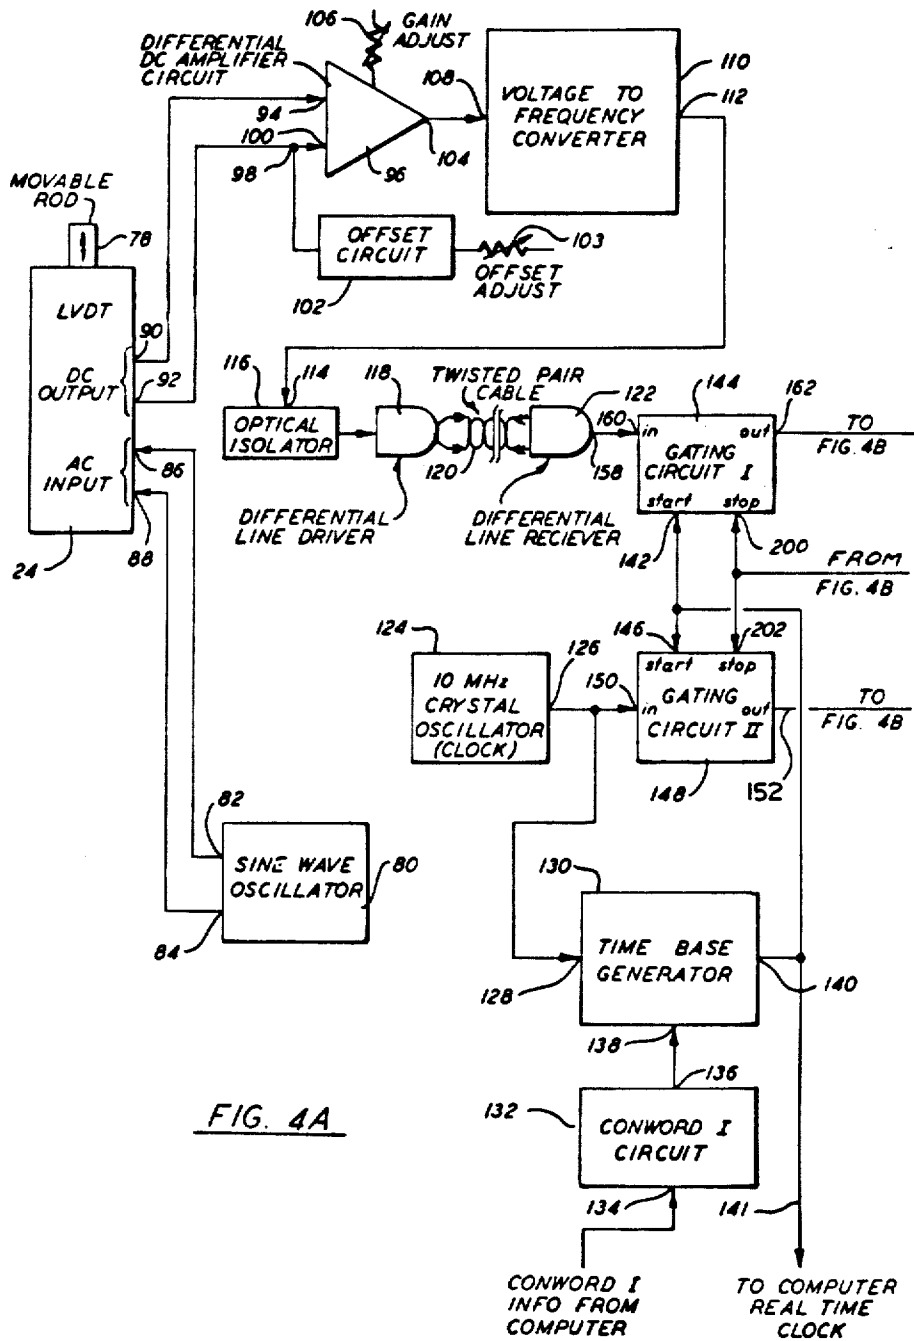 106
GAIN
ADJUST
DIFFERENTIAL
DC AMPLIFIER
CIRCUIT
94
100
98
96
104
108
VOLTAGE TO
FREQUENCY
CONVERTER
110
112
MOVABLE
ROD
78
OFFSET
CIRCUIT
102
103
OFFSET
ADJUST
LVDT
90
DC
OUTPUT
92
AC
INPUT
86
88
24
116
114
OPTICAL
ISOLATOR
118
TWISTED PAIR
CABLE
120
122
DIFFERENTIAL
LINE DRIVER
DIFFERENTIAL
LINE RECIEVER
158
160
144
in
out
GATING
CIRCUIT I
start
stop
162
TO
FIG. 4B
142
200
FROM
FIG. 4B
124
10 MHz
CRYSTAL
OSCILLATOR
(CLOCK)
126
146
202
start
stop
150
in
out
GATING
CIRCUIT II
TO
FIG. 4B
148
152
82
SINE WAVE
OSCILLATOR
80
84
130
TIME BASE
GENERATOR
128
140
138
136
132
CONWORD I
CIRCUIT
134
141
FIG. 4A
CONWORD I
INFO FROM
COMPUTER
TO COMPUTER
REAL TIME
CLOCK